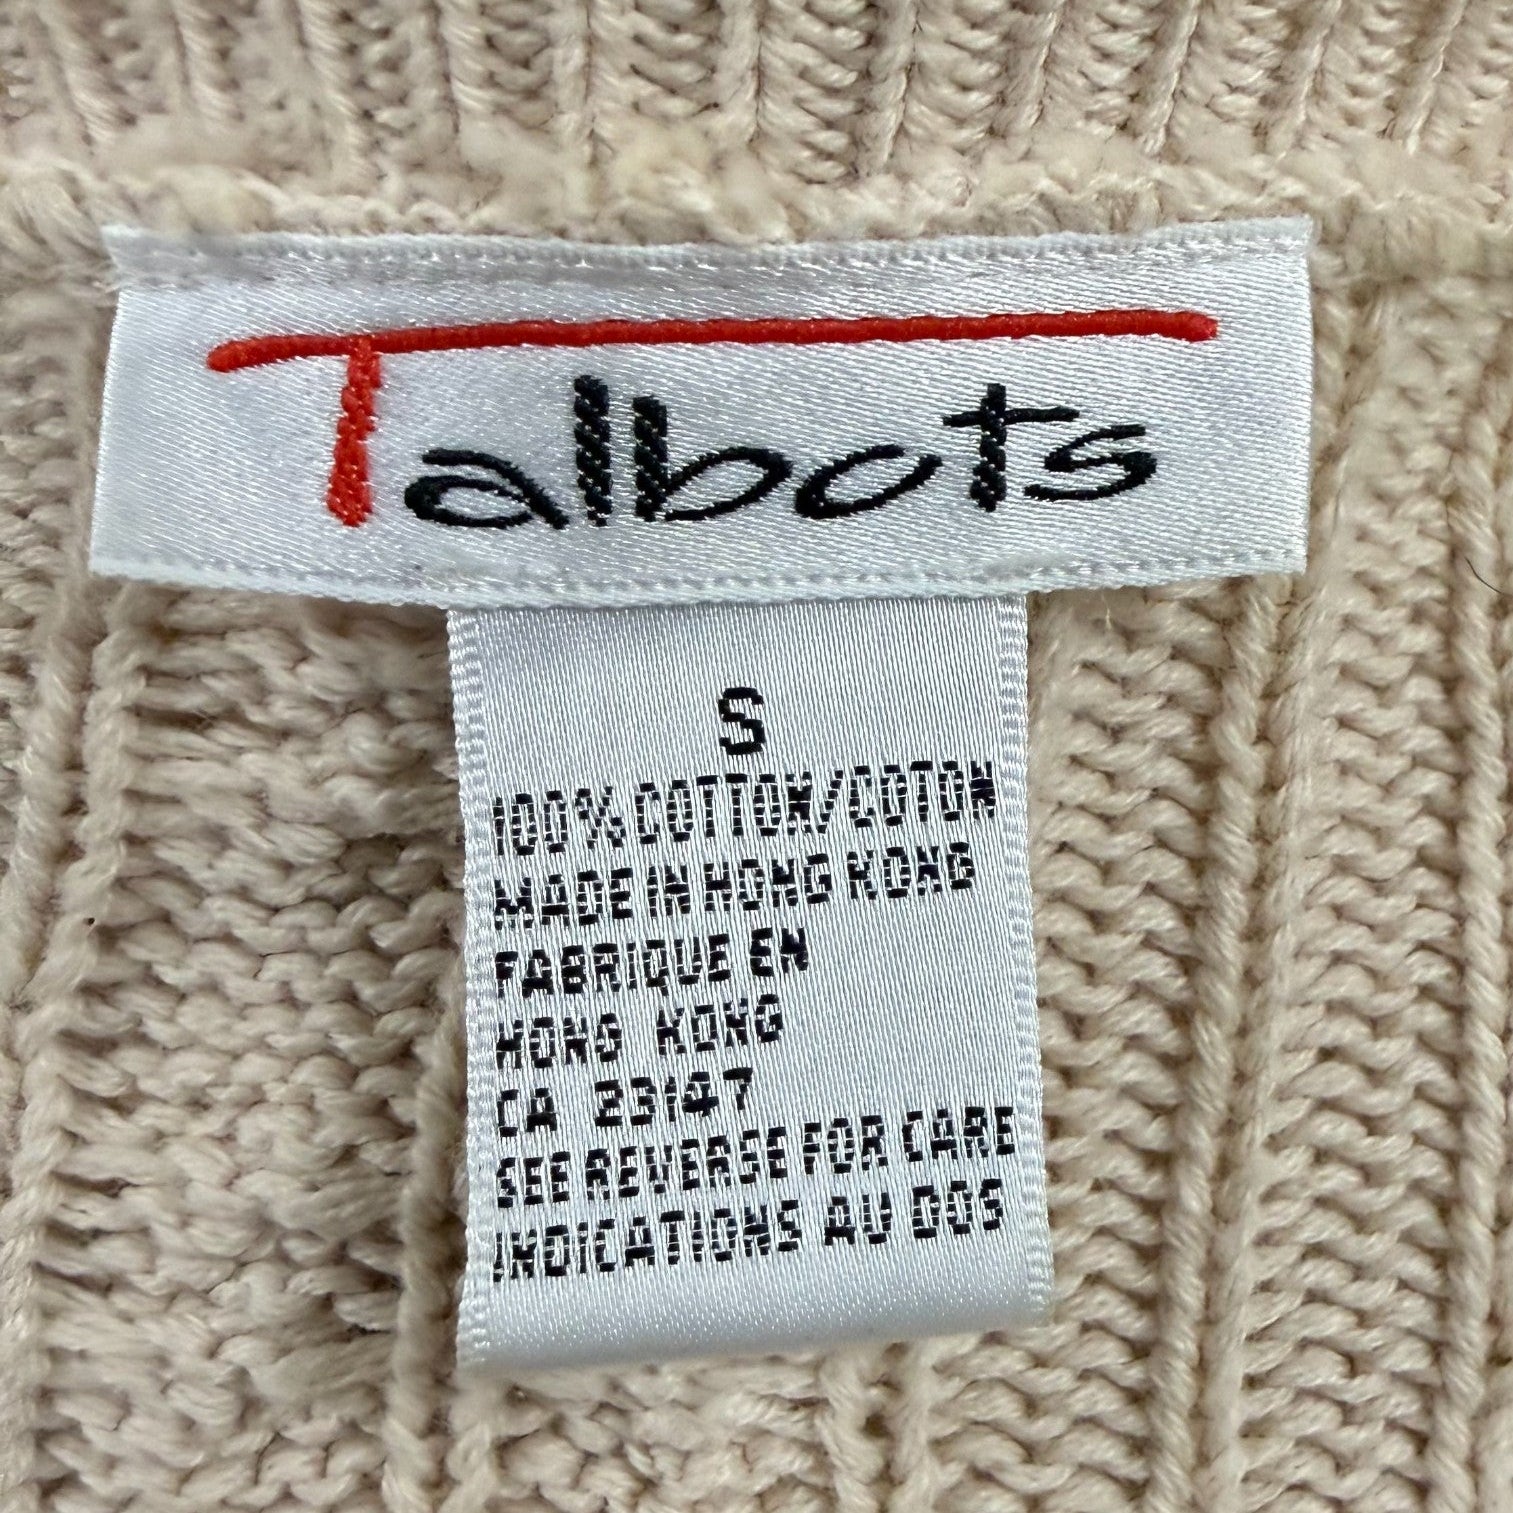 Talbots
S
100% COTTON/COTON
MADE IN HONG KONG
FABRIQUE EN
HONG KONG
CA 23147
SEE REVERSE FOR CARE
INDICATIONS AU DOS